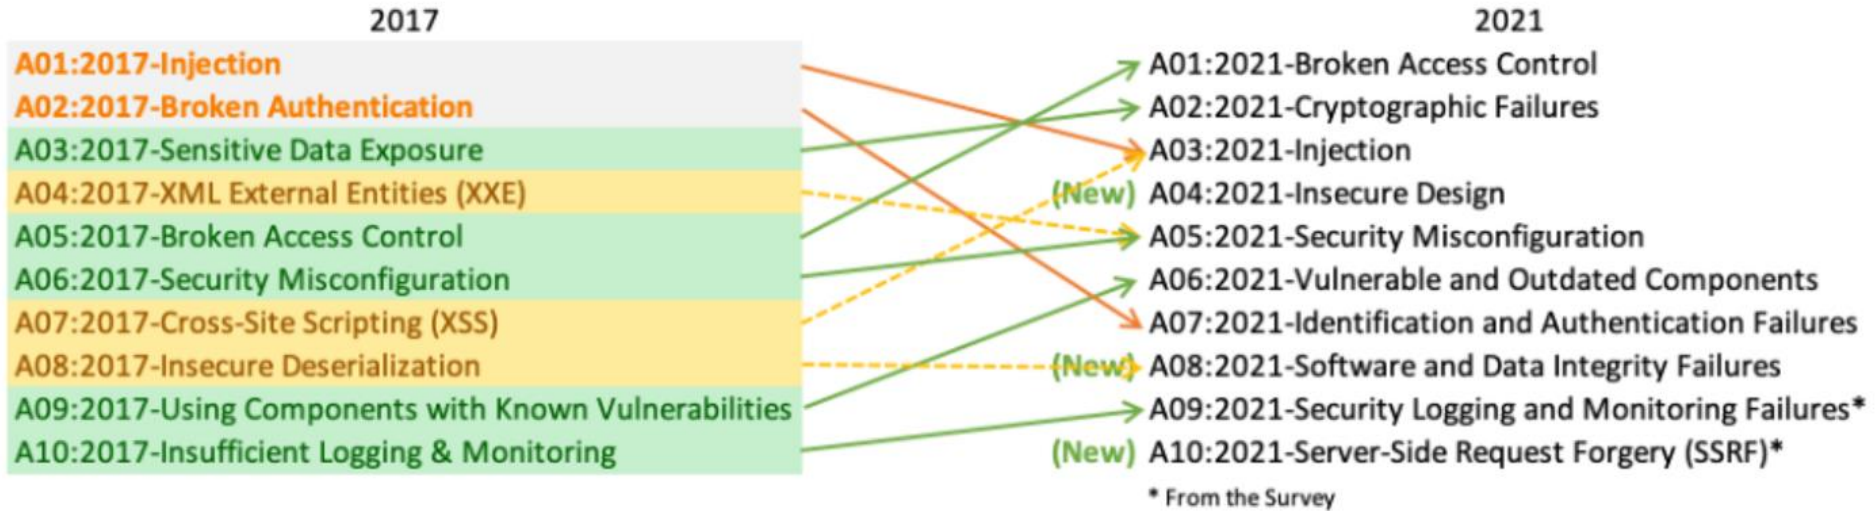 2017
A01:2017-Injection
A02:2017-Broken Authentication
A03:2017-Sensitive Data Exposure
A04:2017-XML External Entities (XXE)
A05:2017-Broken Access Control
A06:2017-Security Misconfiguration
A07:2017-Cross-Site Scripting (XSS)
A08:2017-Insecure Deserialization
A09:2017-Using Components with Known Vulnerabilities
A10:2017-Insufficient Logging & Monitoring
2021
A01:2021-Broken Access Control
A02:2021-Cryptographic Failures
A03:2021-Injection
(New) A04:2021-Insecure Design
A05:2021-Security Misconfiguration
A06:2021-Vulnerable and Outdated Components
A07:2021-Identification and Authentication Failures
(New) A08:2021-Software and Data Integrity Failures
A09:2021-Security Logging and Monitoring Failures*
(New) A10:2021-Server-Side Request Forgery (SSRF)*
* From the Survey